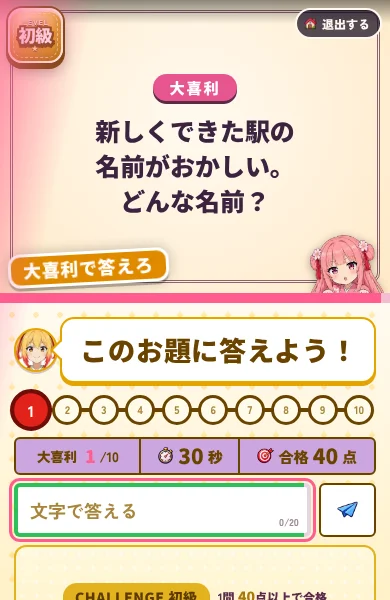 LEVEL
初級
退出する
大喜利
新しくできた駅の
名前がおかしい。
どんな名前？
大喜利で答えろ
このお題に答えよう！
1 2 3 4 5 6 7 8 9 10
大喜利 1 /10 30 秒 合格 40 点
文字で答える
0/20
CHALLENGE 初級 1問 40点以上で合格